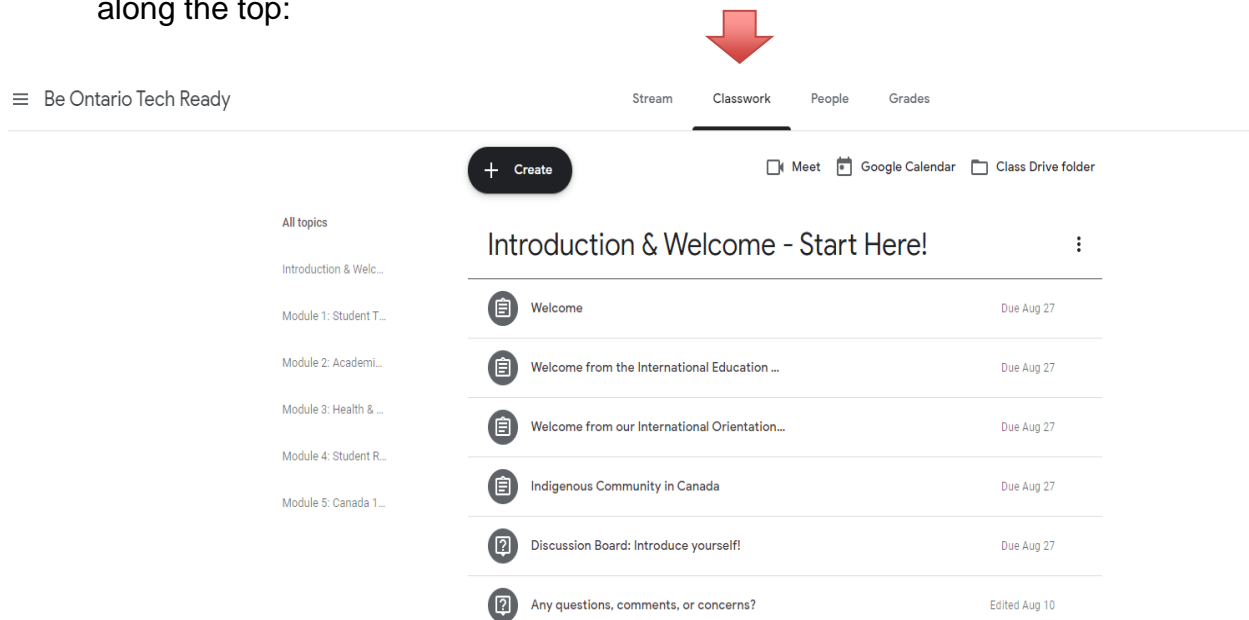 along the top:
Be Ontario Tech Ready
Stream Classwork People Grades
Create
Meet Google Calendar Class Drive folder
All topics
Introduction & Welc...
Module 1: Student T...
Module 2: Academi...
Module 3: Health & ...
Module 4: Student R...
Module 5: Canada 1...
Introduction & Welcome - Start Here!
Welcome Due Aug 27
Welcome from the International Education ... Due Aug 27
Welcome from our International Orientation... Due Aug 27
Indigenous Community in Canada Due Aug 27
Discussion Board: Introduce yourself! Due Aug 27
Any questions, comments, or concerns? Edited Aug 10